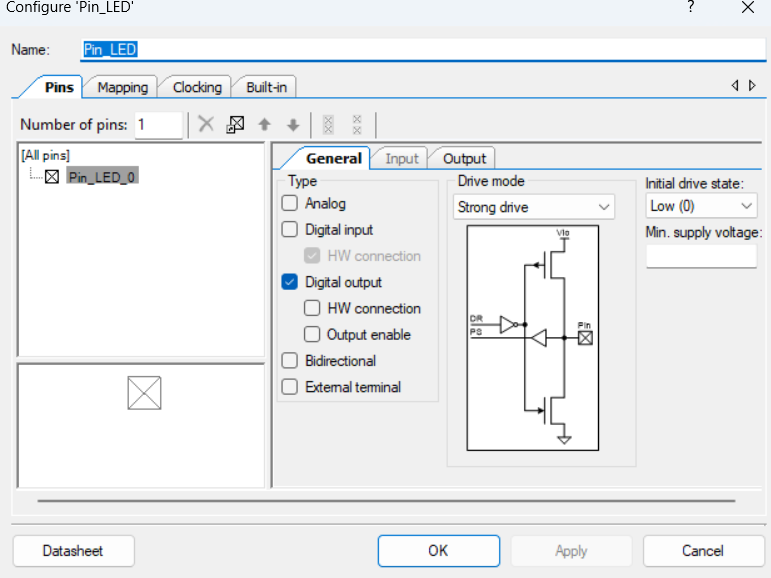 Configure 'Pin_LED'
?
Name:
Pin_LED
Pins
Mapping
Clocking
Built-in
Number of pins:
1
[All pins]
Pin_LED_0
General
Input
Output
Type
Analog
Digital input
HW connection
Digital output
HW connection
Output enable
Bidirectional
External terminal
Drive mode
Strong drive
Vio
DR
PS
Pin
Initial drive state:
Low (0)
Min. supply voltage:
Datasheet
OK
Apply
Cancel